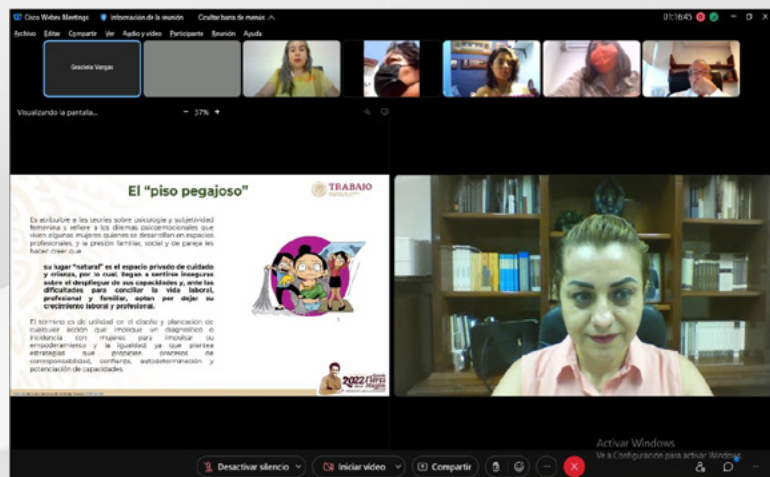 Cisco Webex Meetings
Información de la reunión
Ocultar barra de menús
01:16:45
Archivo Editar Compartir Ver Audio y vídeo Participante Reunión Ayuda
Graciela Vargas
Visualizando la pantalla...
- 37% +
El "piso pegajoso"
TRABAJO
Es atribuible a las teorías sobre psicología y subjetividad
femenina y refiere a los dilemas psicoemocionales que
viven algunas mujeres quienes se desarrollan en espacios
profesionales, y la presión familiar, social y de pareja les
hacen creer que
su lugar "natural" es el espacio privado de cuidado
y crianza, por lo cual, llegan a sentirse inseguras
sobre el despliegue de sus capacidades y, ante las
dificultades para conciliar la vida laboral,
profesional y familiar, optan por dejar su
crecimiento laboral y profesional.
El término es de utilidad en el diseño y planeación de
cualquier acción que implique un diagnóstico o
incidencia con mujeres para impulsar su
empoderamiento y la igualdad, ya que plantea
estrategias que propicien procesos de
corresponsabilidad, confianza, autodeterminación y
potenciación de capacidades.
2022 Flores
Magón
Activar Windows
Ve a Configuración para activar Windows.
Desactivar silencio
Iniciar vídeo
Compartir